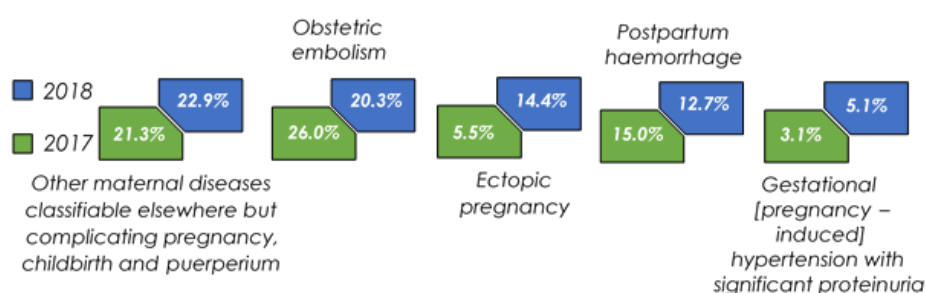 Obstetric
embolism
Postpartum
haemorrhage
2018
22.9%
20.3%
14.4%
12.7%
5.1%
2017
21.3%
26.0%
5.5%
15.0%
3.1%
Other maternal diseases
classifiable elsewhere but
complicating pregnancy,
childbirth and puerperium
Ectopic
pregnancy
Gestational
[pregnancy –
induced]
hypertension with
significant proteinuria